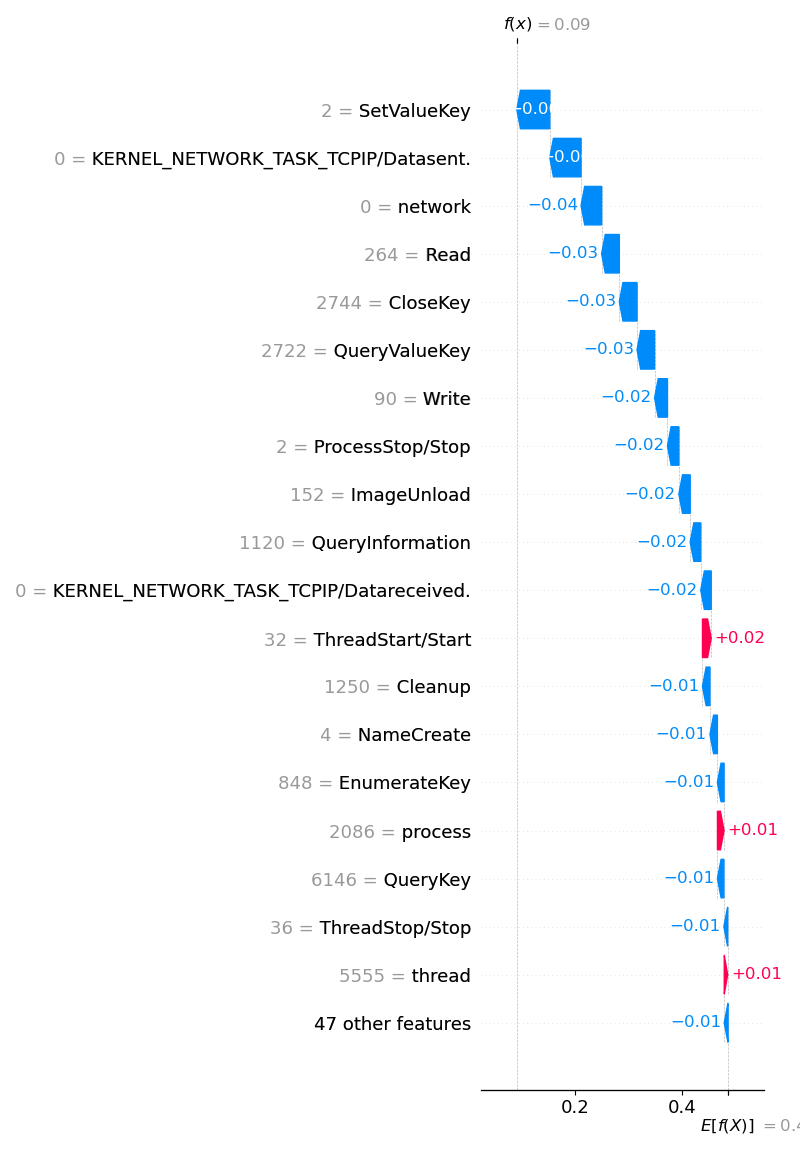 f(x) = 0.09
2 = SetValueKey
0 = KERNEL_NETWORK_TASK_TCPIP/Datasent.
0 = network
−0.04
264 = Read
−0.03
2744 = CloseKey
−0.03
2722 = QueryValueKey
−0.03
90 = Write
−0.02
2 = ProcessStop/Stop
−0.02
152 = ImageUnload
−0.02
1120 = QueryInformation
−0.02
0 = KERNEL_NETWORK_TASK_TCPIP/Datareceived.
−0.02
32 = ThreadStart/Start
+0.02
1250 = Cleanup
−0.01
4 = NameCreate
−0.01
848 = EnumerateKey
−0.01
2086 = process
+0.01
6146 = QueryKey
−0.01
36 = ThreadStop/Stop
−0.01
5555 = thread
+0.01
47 other features
−0.01
0.2 0.4
E[f(X)]